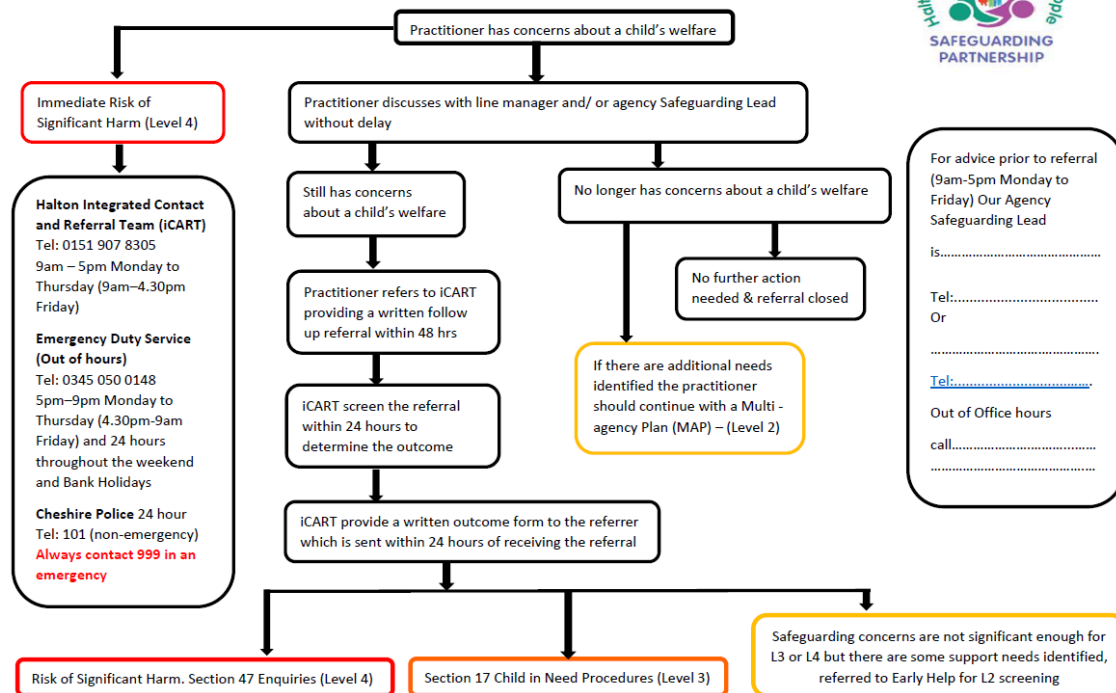 Practitioner has concerns about a child's welfare
SAFEGUARDING
PARTNERSHIP
Immediate Risk of
Significant Harm (Level 4)
Practitioner discusses with line manager and/ or agency Safeguarding Lead
without delay
Halton Integrated Contact
and Referral Team (iCART)
Tel: 0151 907 8305
9am – 5pm Monday to
Thursday (9am–4.30pm
Friday)
Emergency Duty Service
(Out of hours)
Tel: 0345 050 0148
5pm–9pm Monday to
Thursday (4.30pm-9am
Friday) and 24 hours
throughout the weekend
and Bank Holidays
Cheshire Police 24 hour
Tel: 101 (non-emergency)
Always contact 999 in an
emergency
Still has concerns
about a child's welfare
No longer has concerns about a child's welfare
Practitioner refers to iCART
providing a written follow
up referral within 48 hrs
No further action
needed & referral closed
If there are additional needs
identified the practitioner
should continue with a Multi -
agency Plan (MAP) – (Level 2)
iCART screen the referral
within 24 hours to
determine the outcome
iCART provide a written outcome form to the referrer
which is sent within 24 hours of receiving the referral
For advice prior to referral
(9am-5pm Monday to
Friday) Our Agency
Safeguarding Lead
is.............................................
Tel:........................................
Or
...............................................
Tel:......................................
Out of Office hours
call........................................
..............................................
Risk of Significant Harm. Section 47 Enquiries (Level 4)
Section 17 Child in Need Procedures (Level 3)
Safeguarding concerns are not significant enough for
L3 or L4 but there are some support needs identified,
referred to Early Help for L2 screening